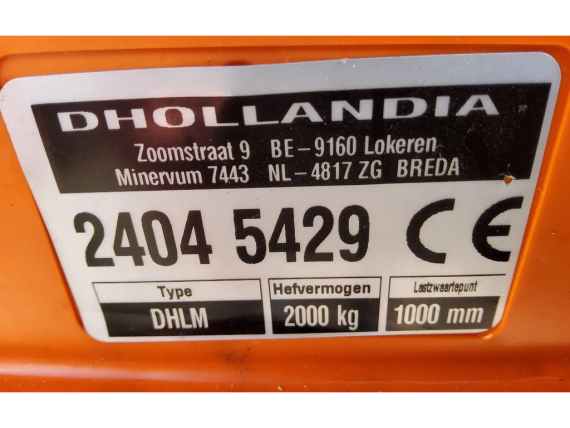 DHOLLANDIA
Zoomstraat 9 BE-9160 Lokeren
Minervum 7443 NL-4817 ZG BREDA
2404 5429 CE
Type Hefvermogen Lastzwaartepunt
DHLM 2000 kg 1000 mm